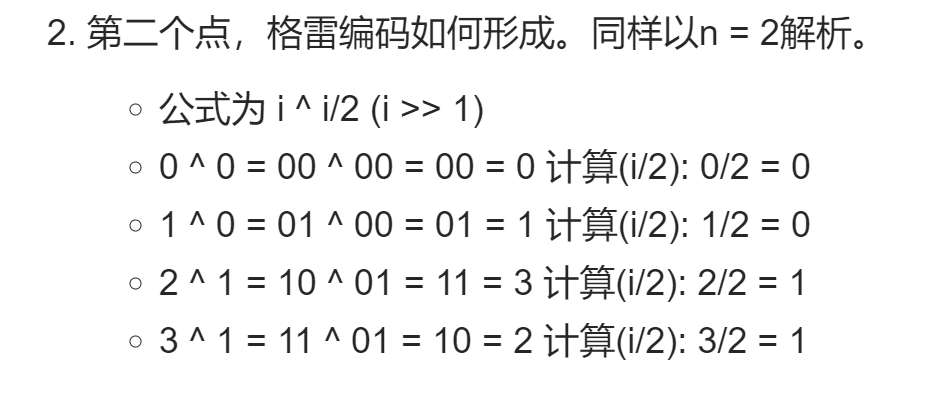 2. 第二个点，格雷编码如何形成。同样以n = 2解析。
◦ 公式为 i ^ i/2 (i >> 1)
◦ 0 ^ 0 = 00 ^ 00 = 00 = 0 计算(i/2): 0/2 = 0
◦ 1 ^ 0 = 01 ^ 00 = 01 = 1 计算(i/2): 1/2 = 0
◦ 2 ^ 1 = 10 ^ 01 = 11 = 3 计算(i/2): 2/2 = 1
◦ 3 ^ 1 = 11 ^ 01 = 10 = 2 计算(i/2): 3/2 = 1